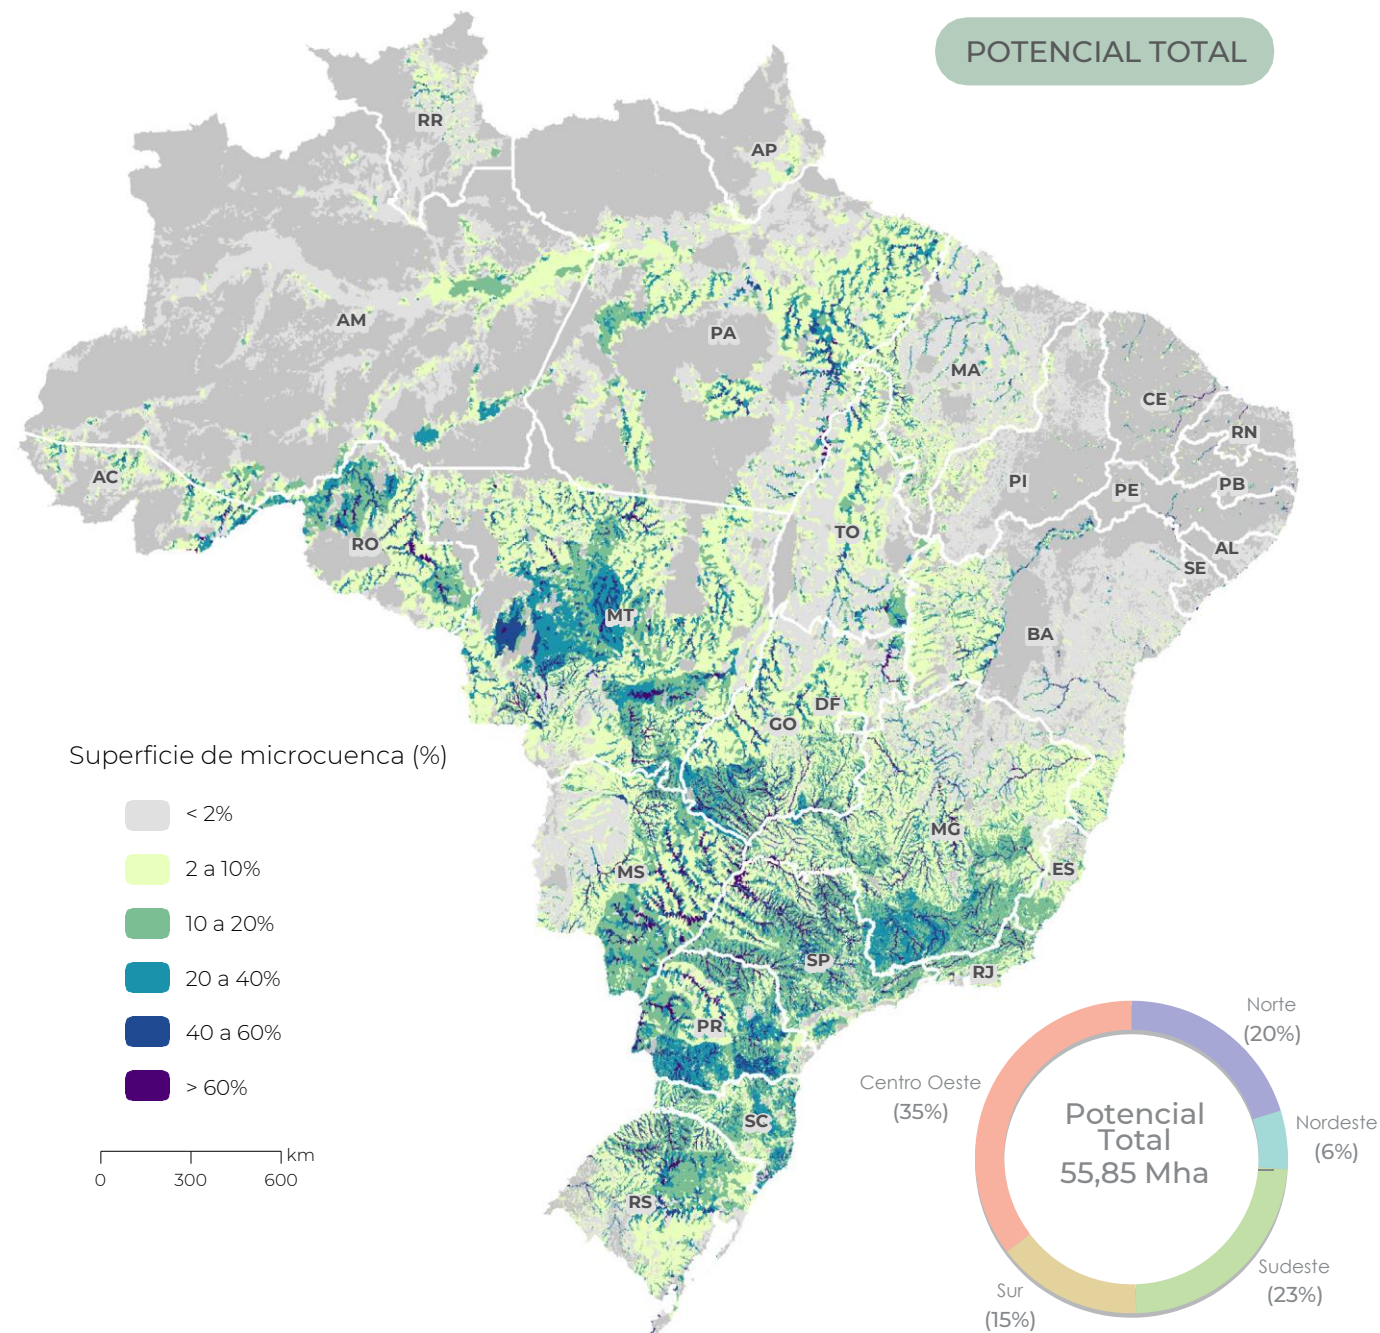 POTENCIAL TOTAL
RR
AP
AM
PA
MA
CE
RN
AC
PI
PE
PB
TO
RO
AL
SE
MT
BA
DF
GO
Superficie de microcuenca (%)
< 2%
2 a 10%
10 a 20%
20 a 40%
40 a 60%
> 60%
MG
MS
ES
SP
RJ
PR
SC
RS
km
0 300 600
Norte
(20%)
Centro Oeste
(35%)
Nordeste
(6%)
Potencial
Total
55,85 Mha
Sudeste
(23%)
Sur
(15%)